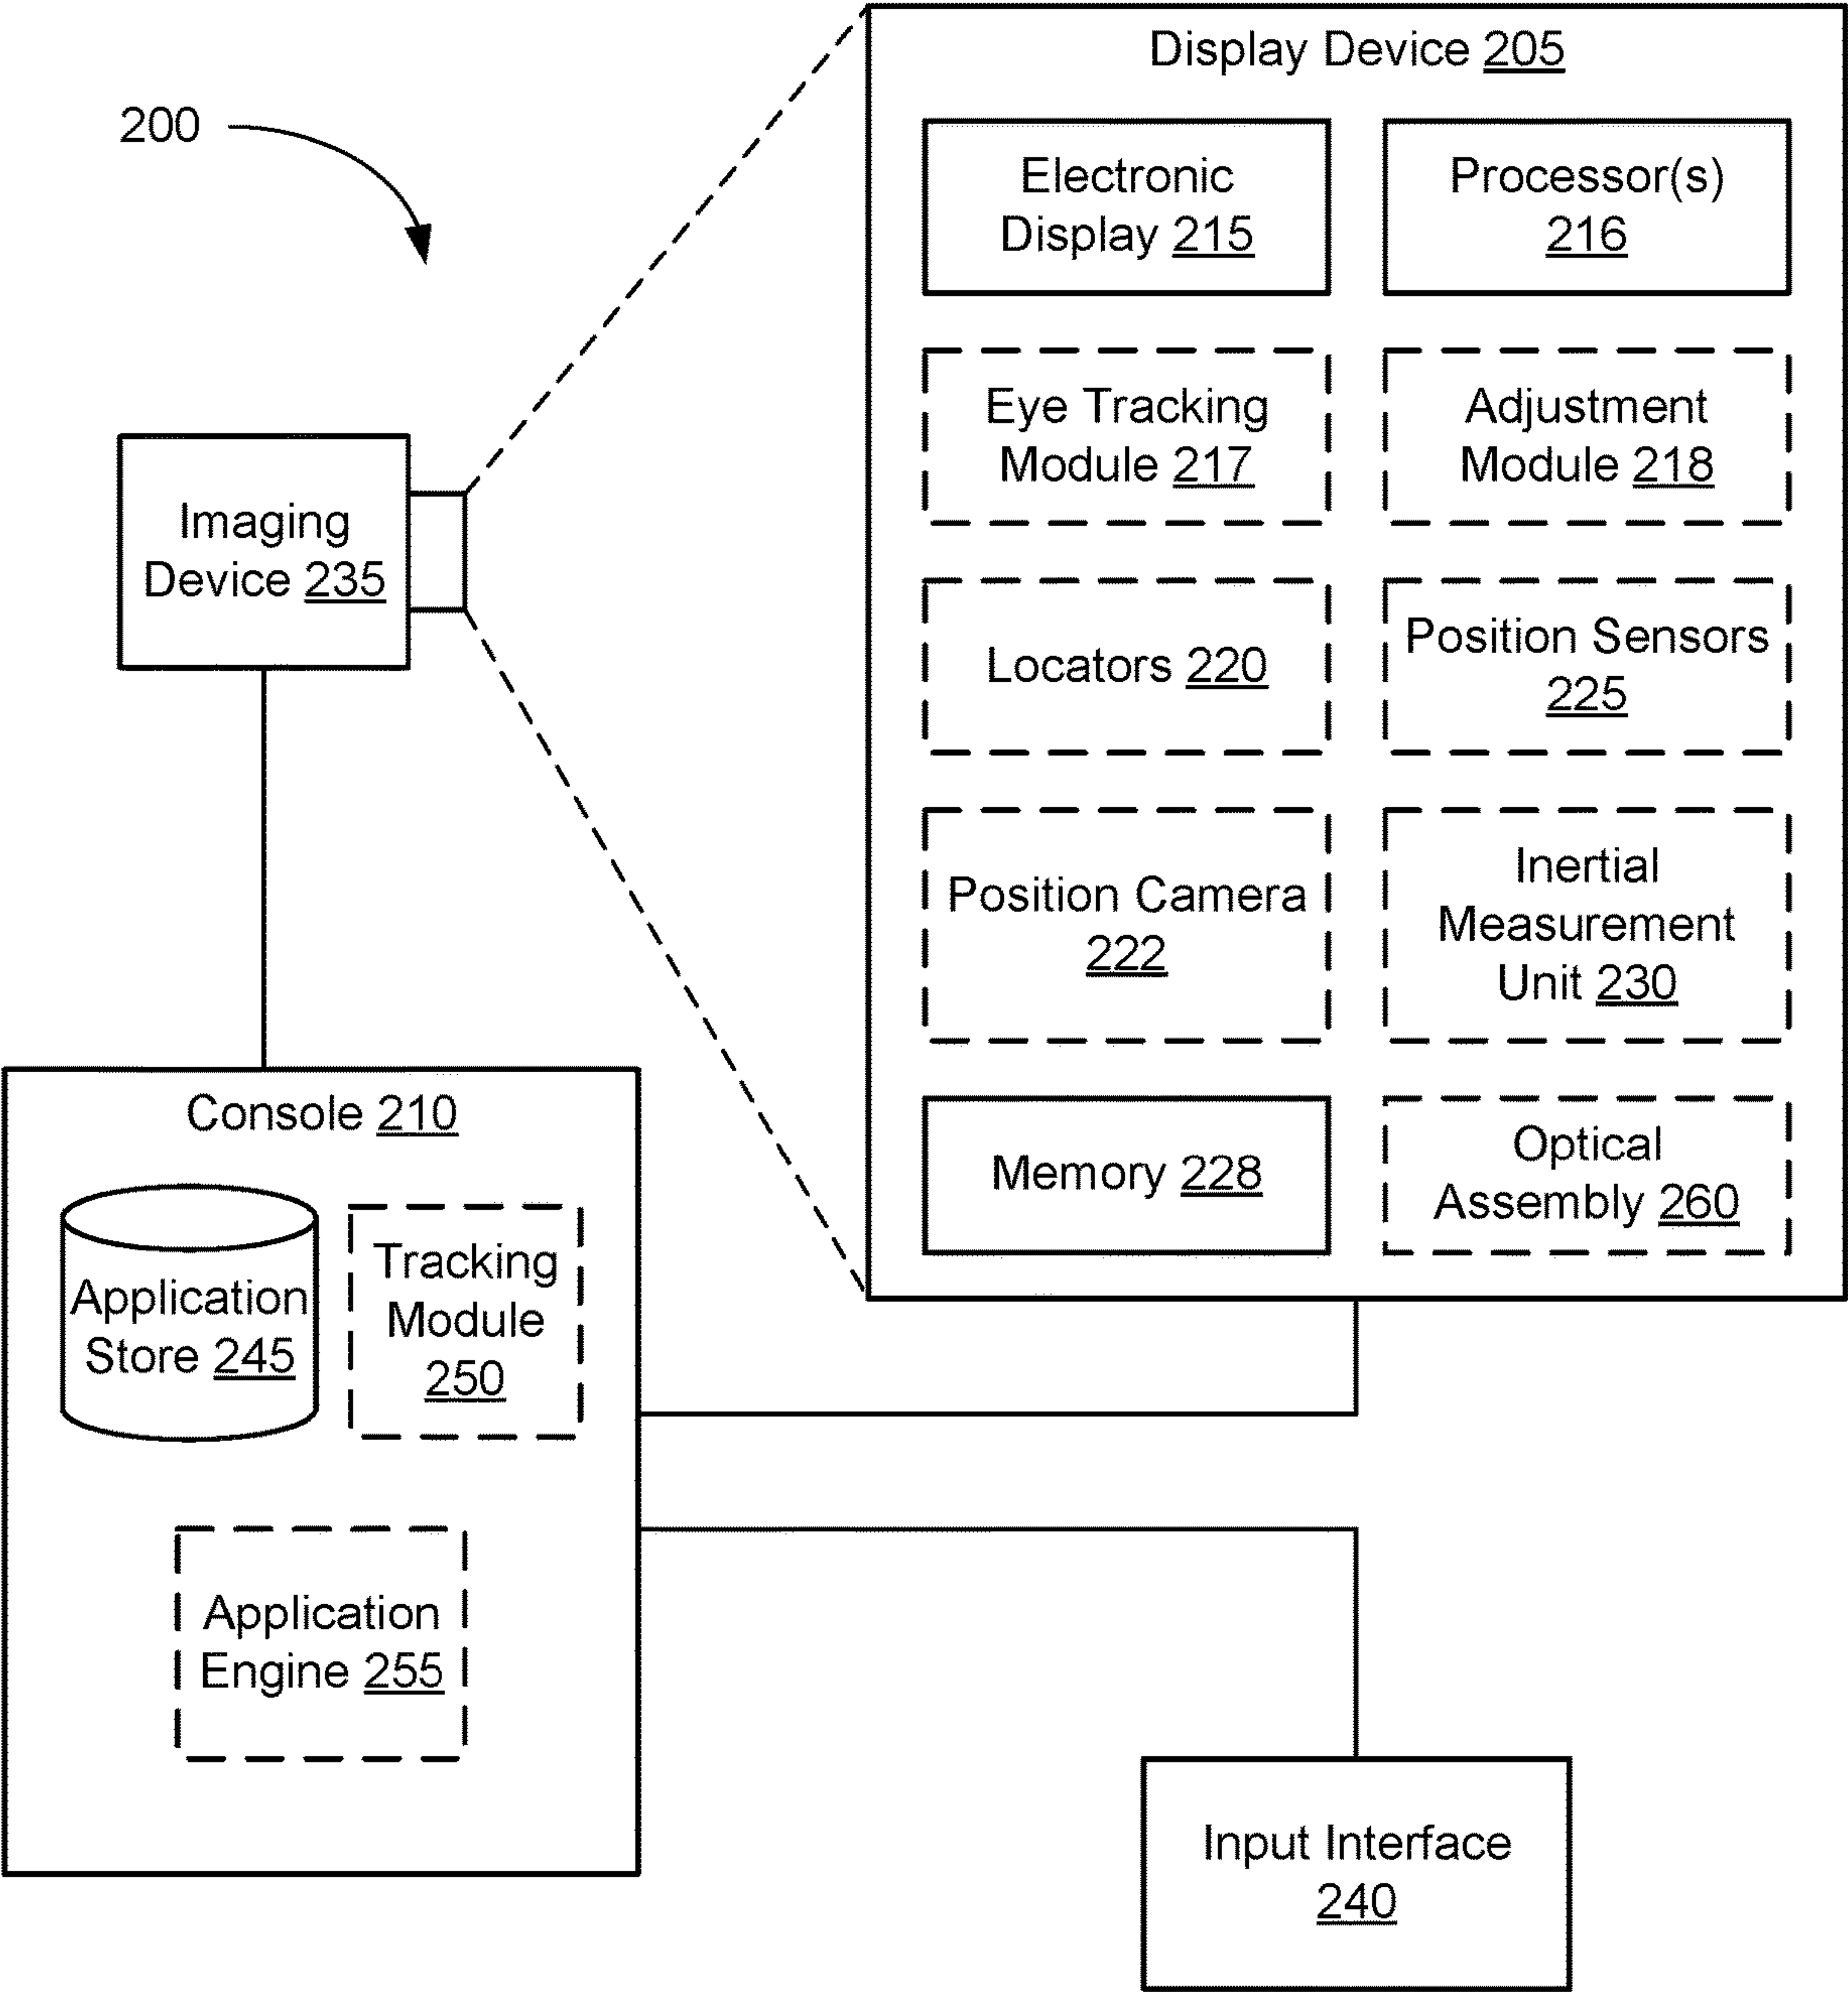 200
Display Device 205
Electronic
Display 215
Processor(s)
216
Eye Tracking
Module 217
Adjustment
Module 218
Imaging
Device 235
Locators 220
Position Sensors
225
Position Camera
222
Inertial
Measurement
Unit 230
Memory 228
Optical
Assembly 260
Console 210
Application
Store 245
Tracking
Module
250
Application
Engine 255
Input Interface
240